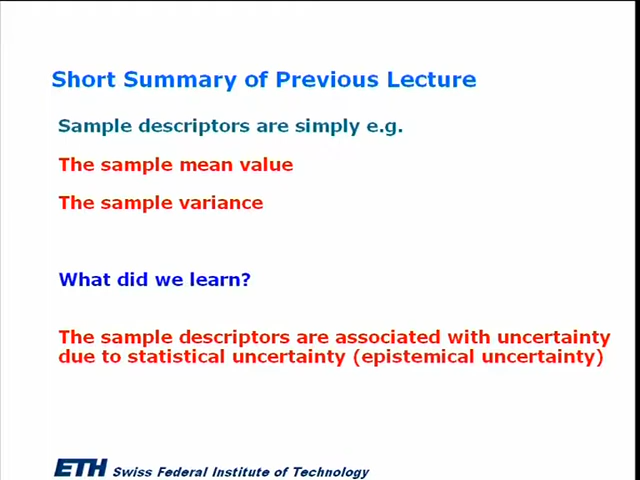 Short Summary of Previous Lecture
Sample descriptors are simply e.g.
The sample mean value
The sample variance
What did we learn?
The sample descriptors are associated with uncertainty
due to statistical uncertainty (epistemical uncertainty)
ETH Swiss Federal Institute of Technology